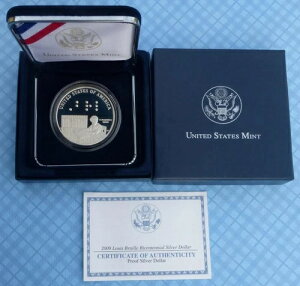 UNITED STATES MINT
UNITED STATES OF AMERICA
UNITED STATES MINT
2009 Louis Braille Bicentennial Silver Dollar
CERTIFICATE OF AUTHENTICITY
Proof Silver Dollar